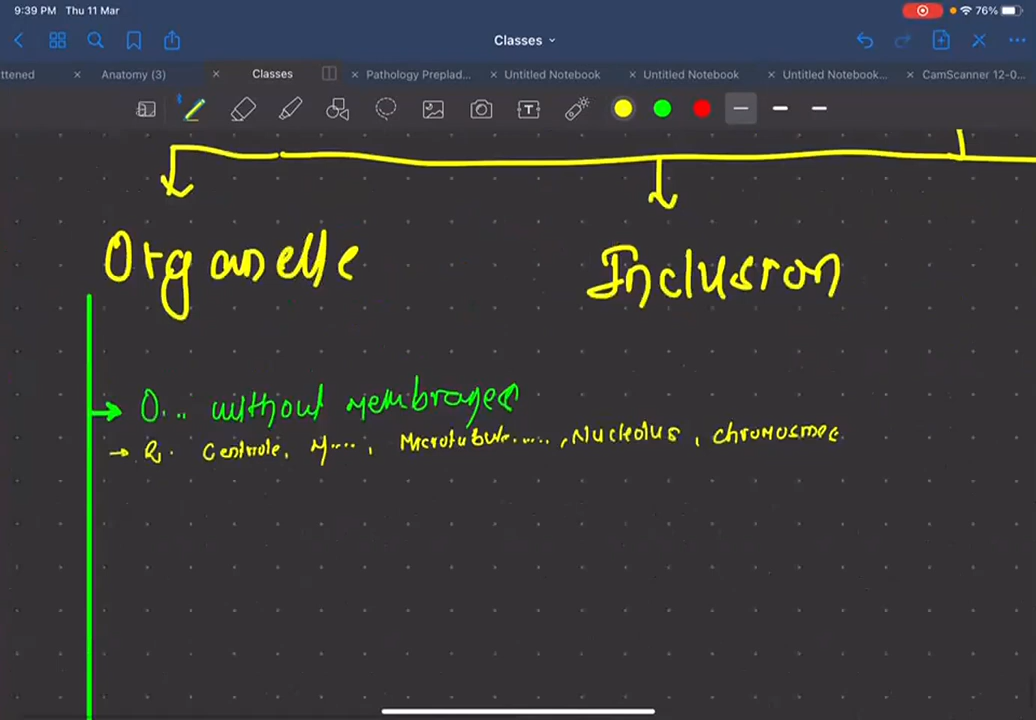 9:39 PM Thu 11 Mar 76%
Classes
ttened Anatomy (3) Classes Pathology Preplad... Untitled Notebook Untitled Notebook Untitled Notebook... CamScanner 12-0...
Organelle Inclusion
O... without Membranes
R. Centriole, M...., Microtubule....., Nucleolus, chromosmes